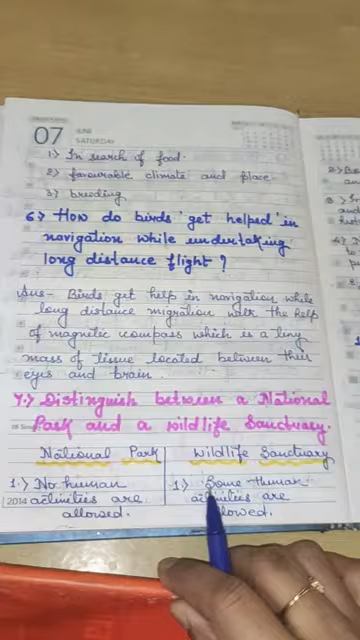 07 JUNE
SATURDAY
1) In search of food.
2) favourable climate and place
3) breeding
6) How do birds get helped in
navigation while undertaking
long distance flight?
Ans- Birds get help in navigation while
long distance migration with the help
of magnetic compass which is a tiny
mass of tissue located between their
eyes and brain.
7.) Distinguish between a National
Park and a wildlife Sanctuary.
National Park
1.) No human
activities are
allowed.
Wildlife Sanctuary
1.) Some Human
activities are
allowed.
2014